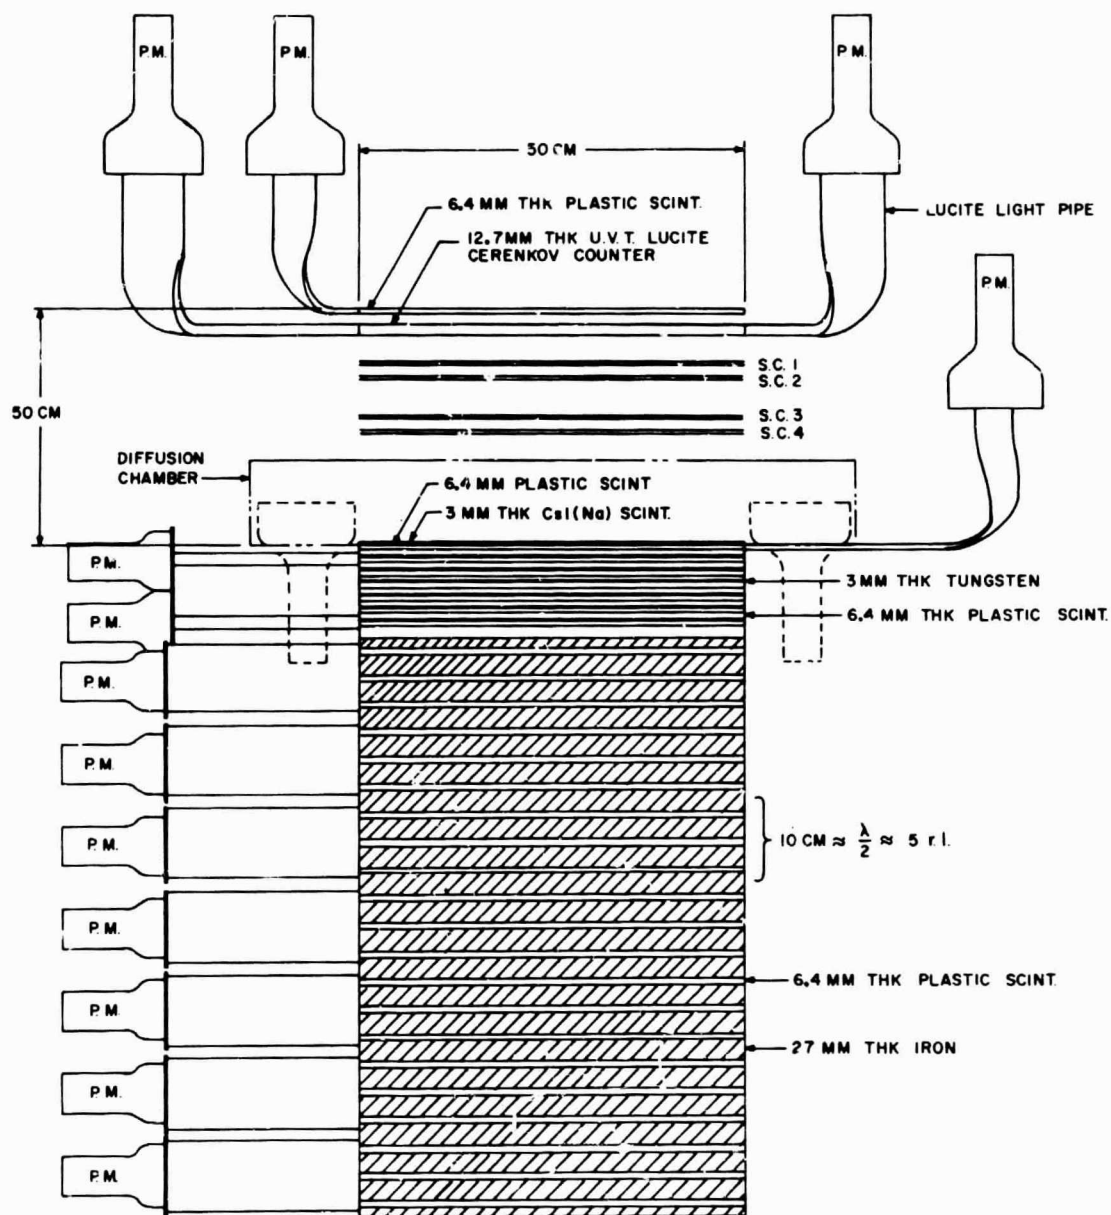 P.M.
P.M.
P.M.
50 CM
6.4 MM THK PLASTIC SCINT.
12.7MM THK U.V.T. LUCITE
CERENKOV COUNTER
LUCITE LIGHT PIPE
P.M.
S.C. 1
S.C. 2
50 CM
S.C. 3
S.C. 4
DIFFUSION
CHAMBER
6.4 MM PLASTIC SCINT
3 MM THK CsI(Na) SCINT.
P.M.
3 MM THK TUNGSTEN
6.4 MM THK PLASTIC SCINT.
P.M.
P.M.
P.M.
10 CM ≈ λ/2 ≈ 5 r.l.
P.M.
P.M.
6.4 MM THK PLASTIC SCINT.
P.M.
27 MM THK IRON
P.M.
P.M.